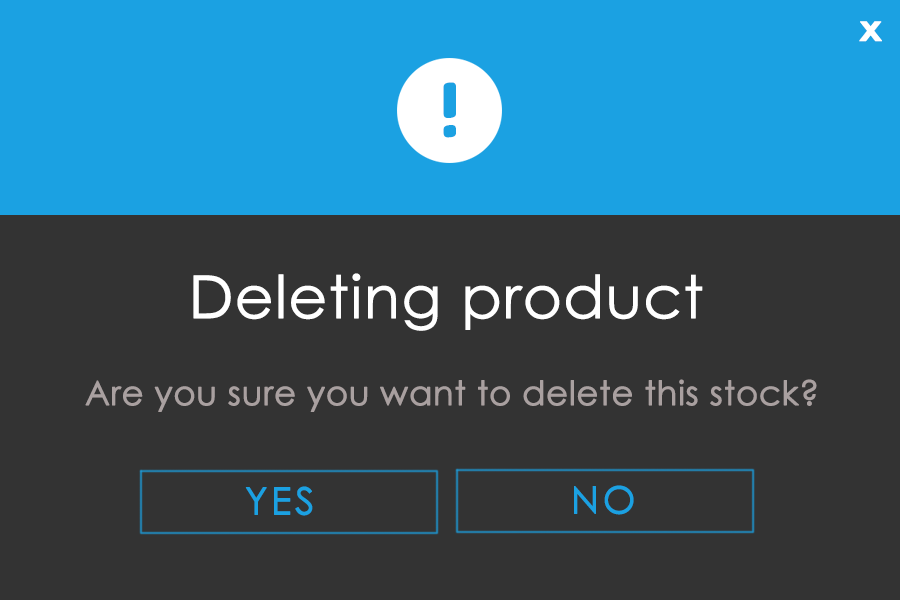 x
!
Deleting product
Are you sure you want to delete this stock?
YES NO